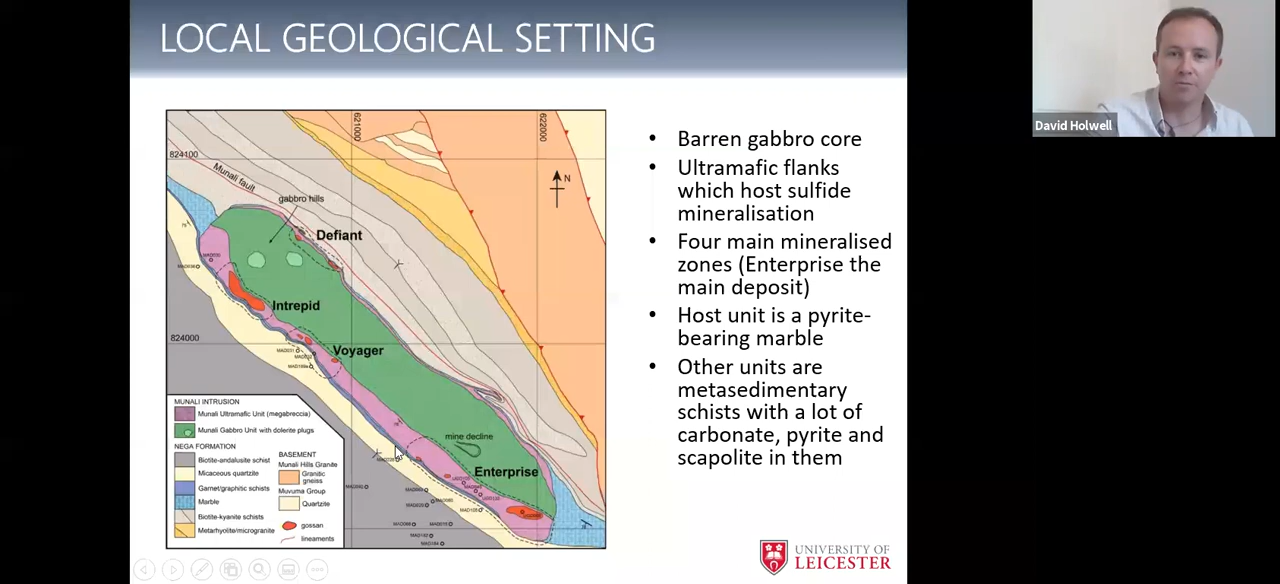 LOCAL GEOLOGICAL SETTING
David Holwell
621000
622000
824100
Munali fault
N
gabbro hills
Defiant
Intrepid
824000
Voyager
mine decline
Enterprise
MUNALI INTRUSION
Munali Ultramafic Unit (megabreccia)
Munali Gabbro Unit with dolerite plugs
NEGA FORMATION
Biotite-andalusite schist
Micaceous quartzite
Garnet/graphitic schists
Marble
Biotite-kyanite schists
Metarhyolite/microgranite
BASEMENT
Munali Hills Granite
Granitic
gneiss
Muvuma Group
Quartzite
gossan
lineaments
• Barren gabbro core
• Ultramafic flanks
which host sulfide
mineralisation
• Four main mineralised
zones (Enterprise the
main deposit)
• Host unit is a pyrite-
bearing marble
• Other units are
metasedimentary
schists with a lot of
carbonate, pyrite and
scapolite in them
UNIVERSITY OF
LEICESTER